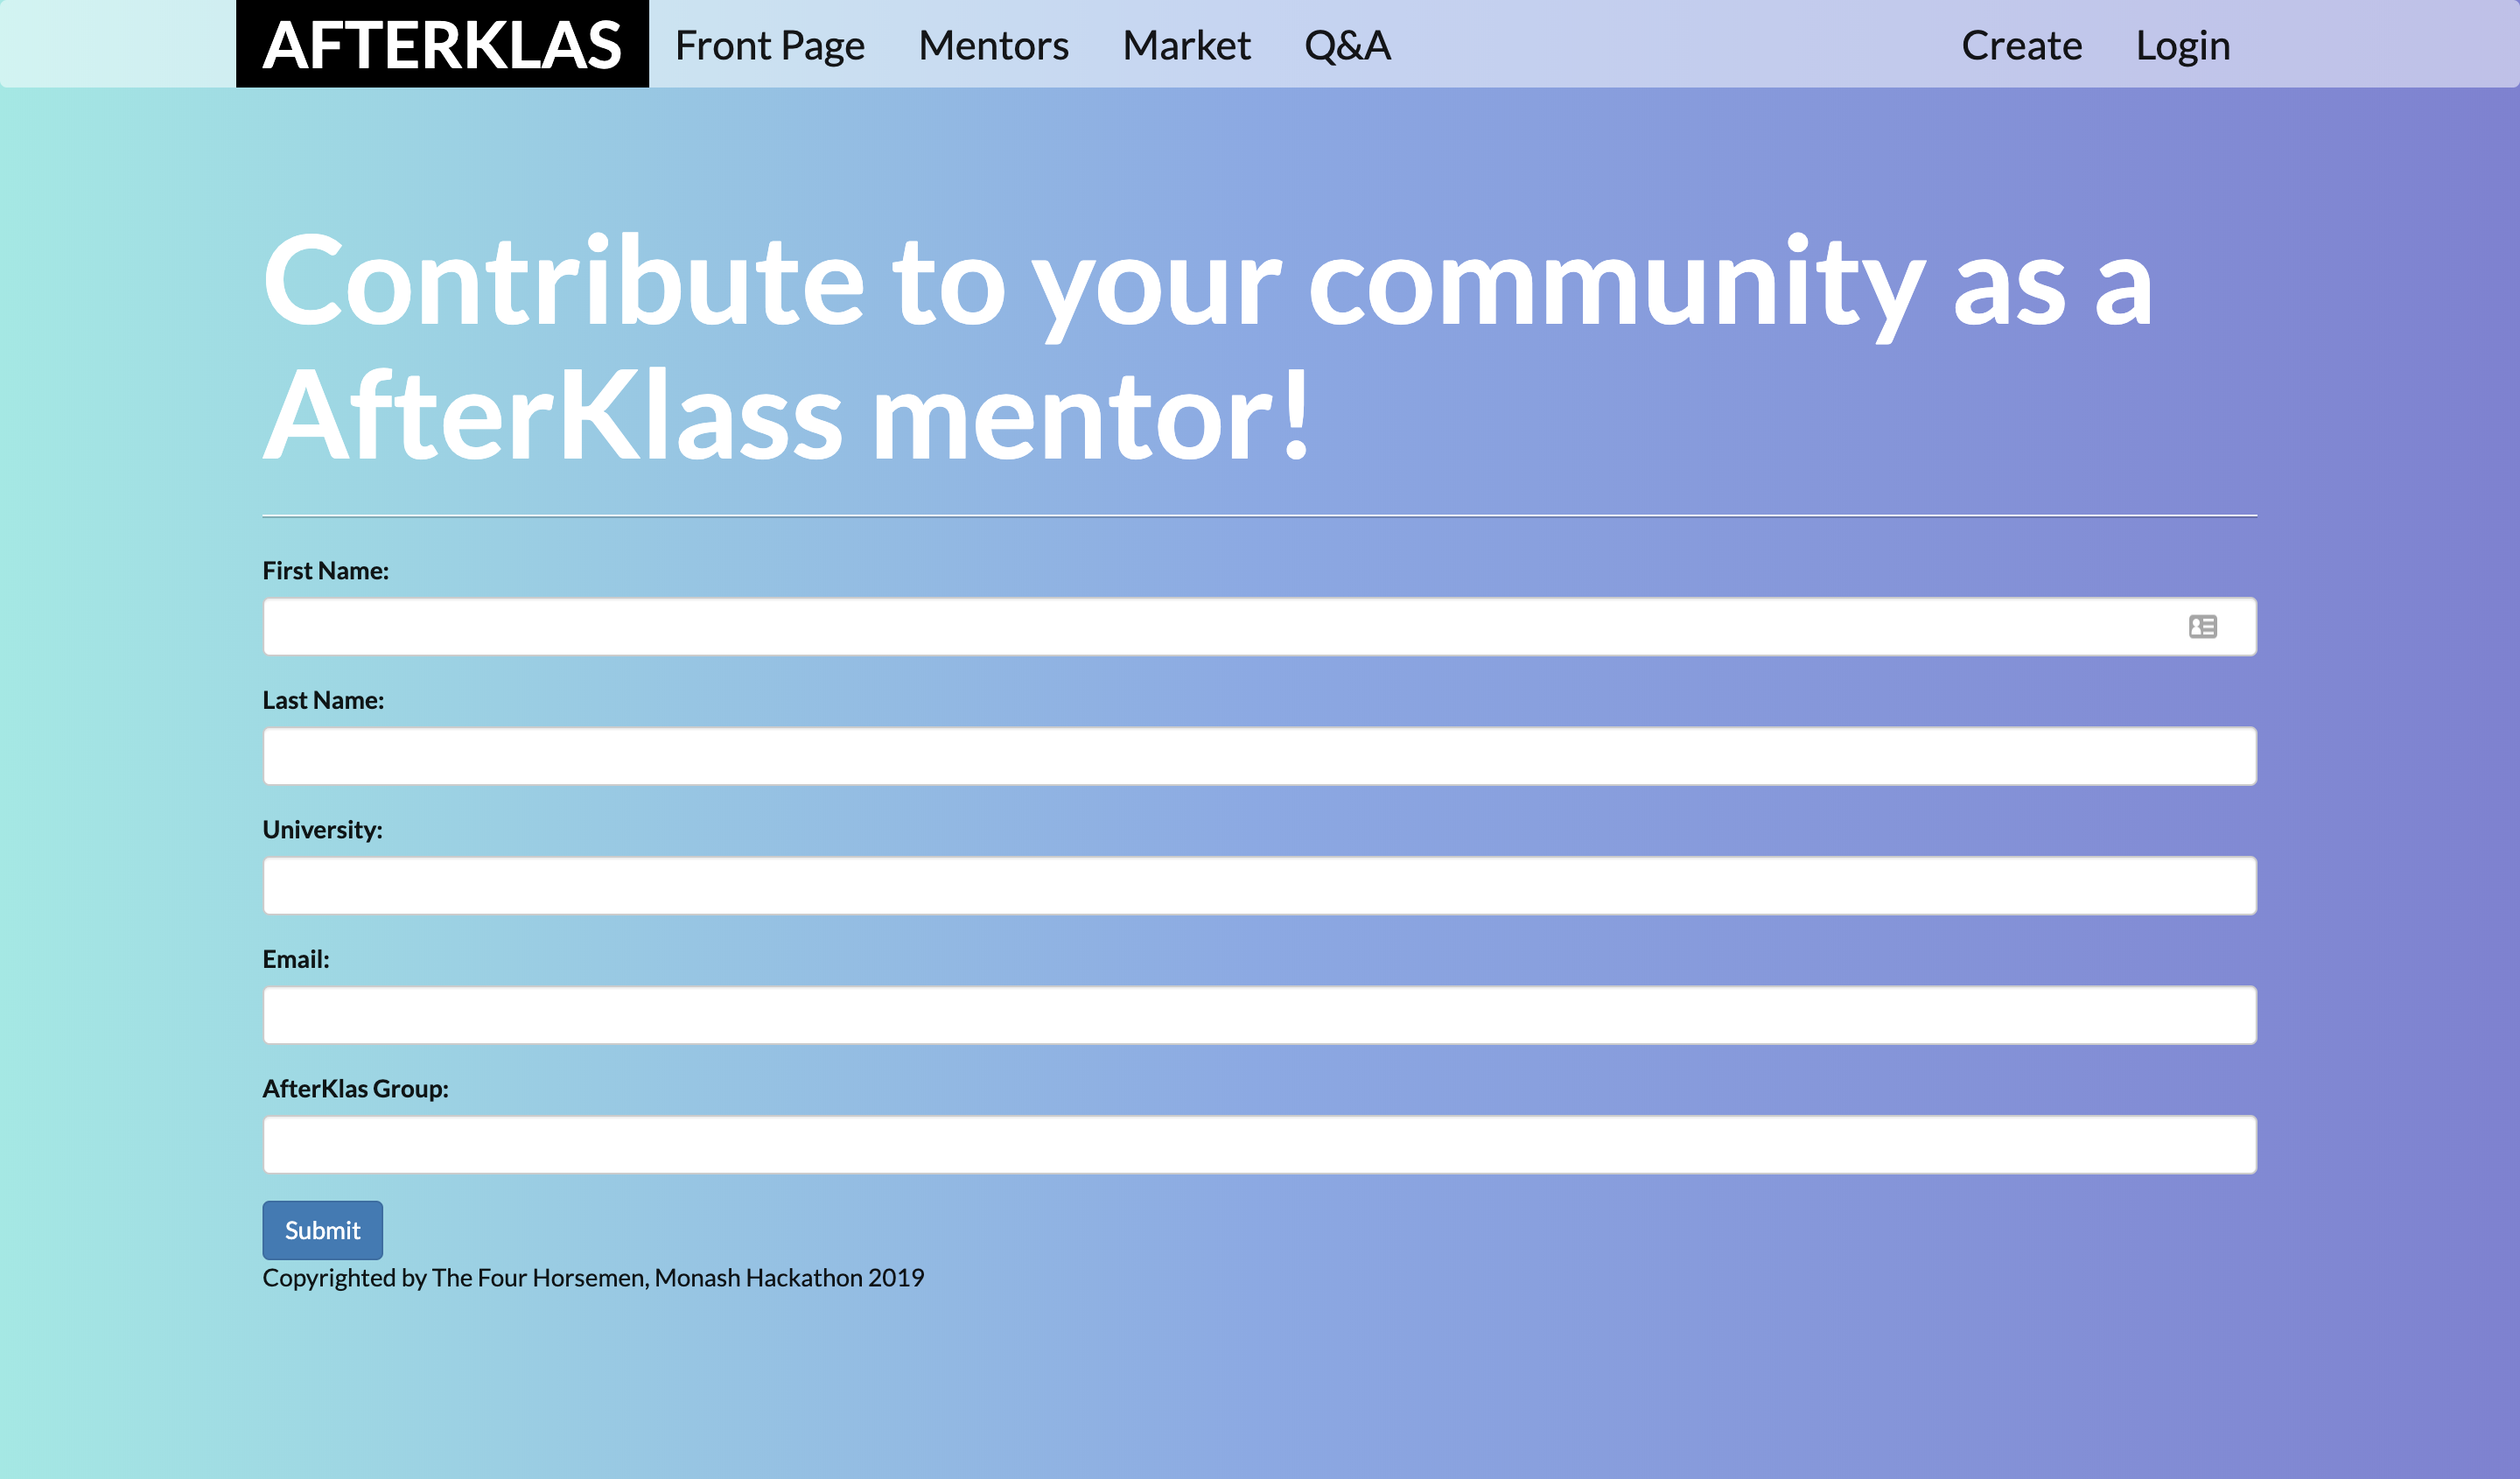 AFTERKLAS Front Page Mentors Market Q&A Create Login
Contribute to your community as a
AfterKlass mentor!
First Name:
Last Name:
University:
Email:
AfterKlas Group:
Submit
Copyrighted by The Four Horsemen, Monash Hackathon 2019